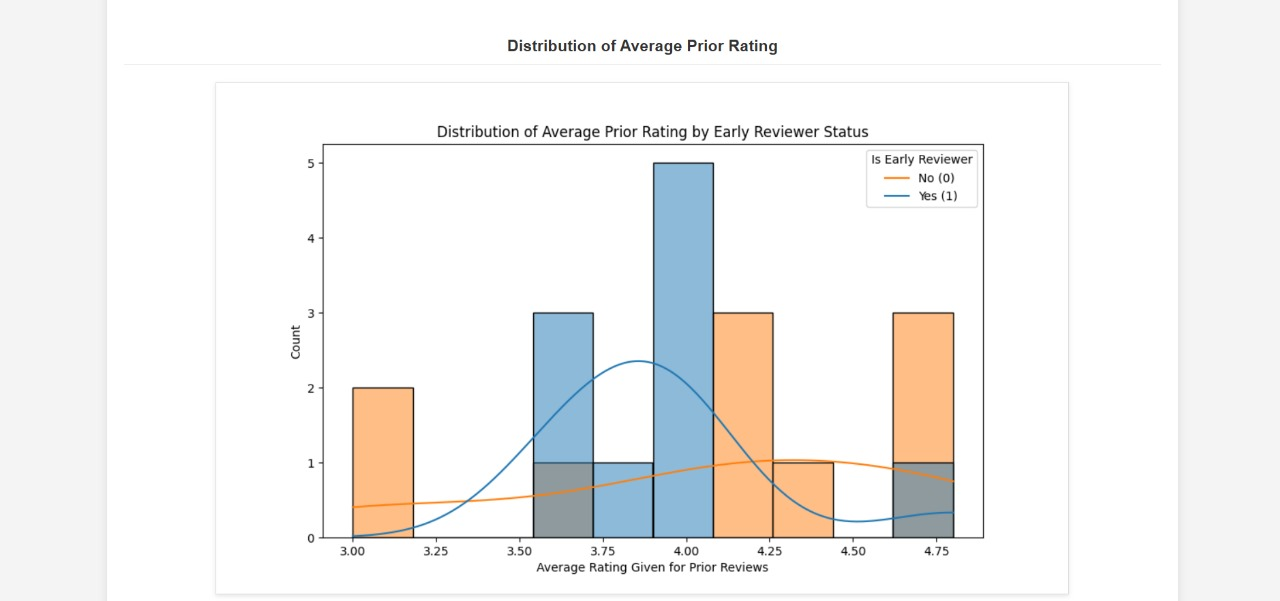 Distribution of Average Prior Rating
Distribution of Average Prior Rating by Early Reviewer Status
Is Early Reviewer
No (0)
Yes (1)
5
4
3
2
1
0
Count
3.00 3.25 3.50 3.75 4.00 4.25 4.50 4.75
Average Rating Given for Prior Reviews